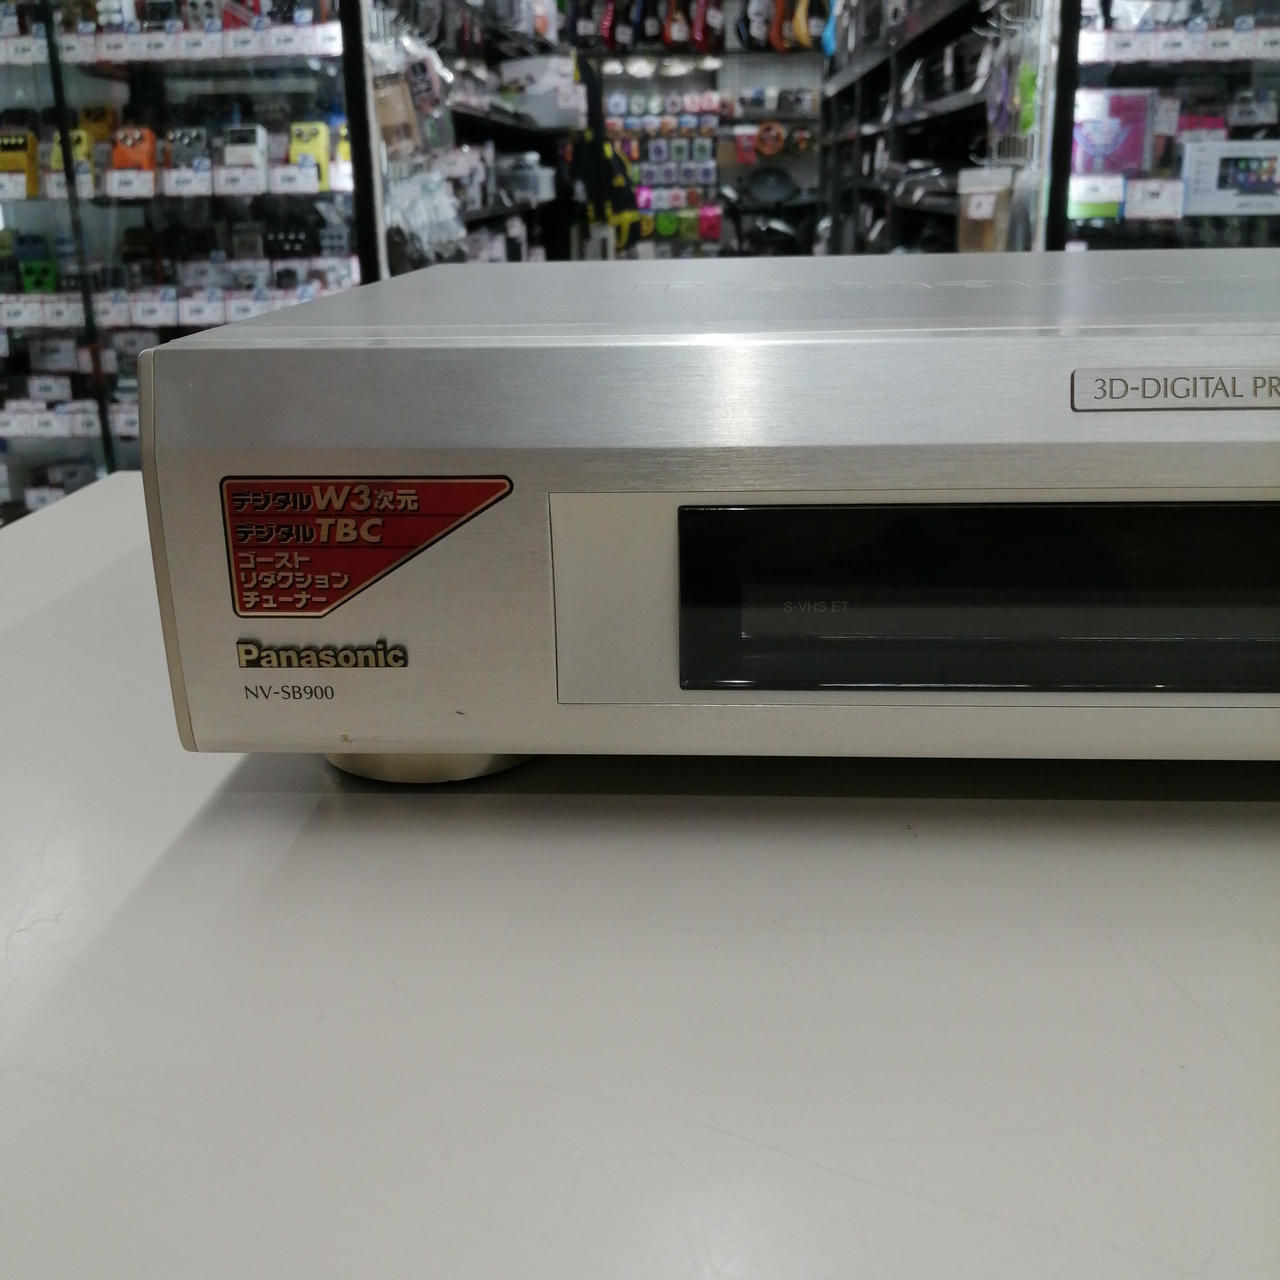 3D-DIGITAL PR
デジタルW3次元
デジタルTBC
ゴースト
リダクション
チューナー
S-VHS ET
Panasonic
NV-SB900